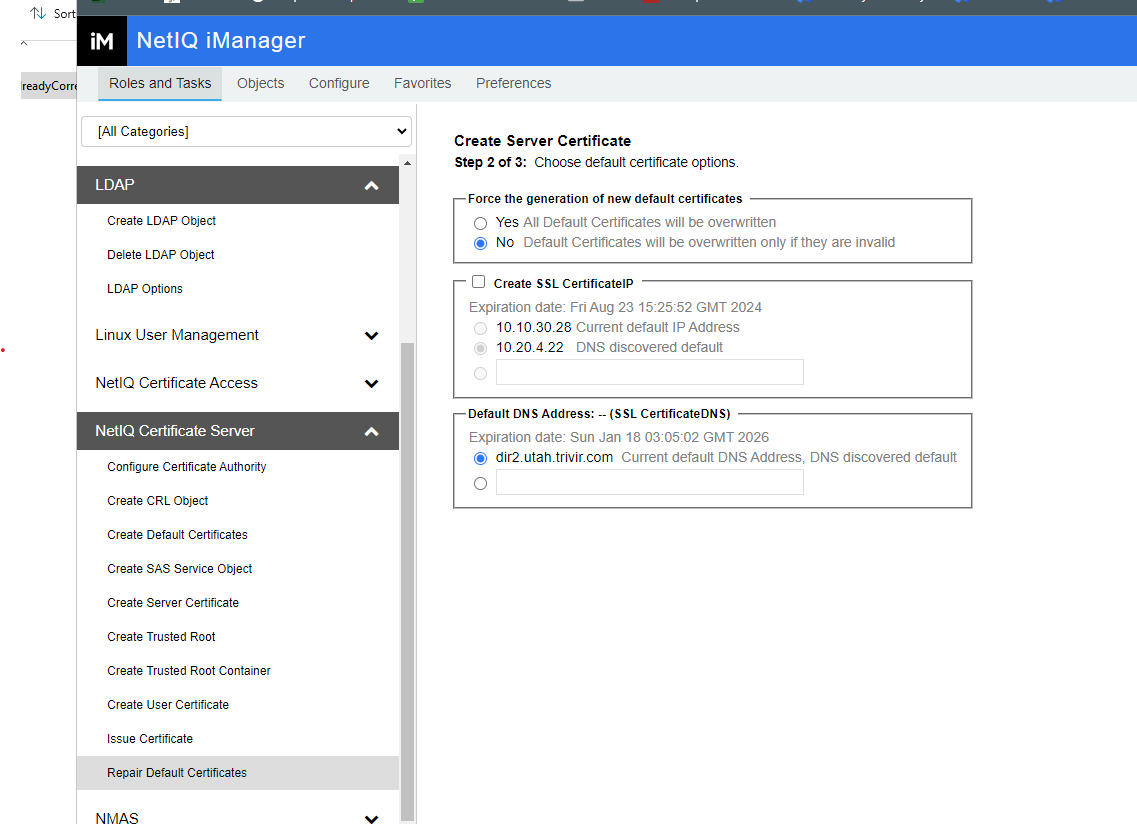 Sort
readyCorre
iM NetIQ iManager
Roles and Tasks Objects Configure Favorites Preferences
[All Categories]
LDAP
Create LDAP Object
Delete LDAP Object
LDAP Options
Linux User Management
NetIQ Certificate Access
NetIQ Certificate Server
Configure Certificate Authority
Create CRL Object
Create Default Certificates
Create SAS Service Object
Create Server Certificate
Create Trusted Root
Create Trusted Root Container
Create User Certificate
Issue Certificate
Repair Default Certificates
NMAS
Create Server Certificate
Step 2 of 3: Choose default certificate options.
Force the generation of new default certificates
Yes All Default Certificates will be overwritten
No Default Certificates will be overwritten only if they are invalid
Create SSL CertificateIP
Expiration date: Fri Aug 23 15:25:52 GMT 2024
10.10.30.28 Current default IP Address
10.20.4.22 DNS discovered default
Default DNS Address: -- (SSL CertificateDNS)
Expiration date: Sun Jan 18 03:05:02 GMT 2026
dir2.utah.trivir.com Current default DNS Address, DNS discovered default